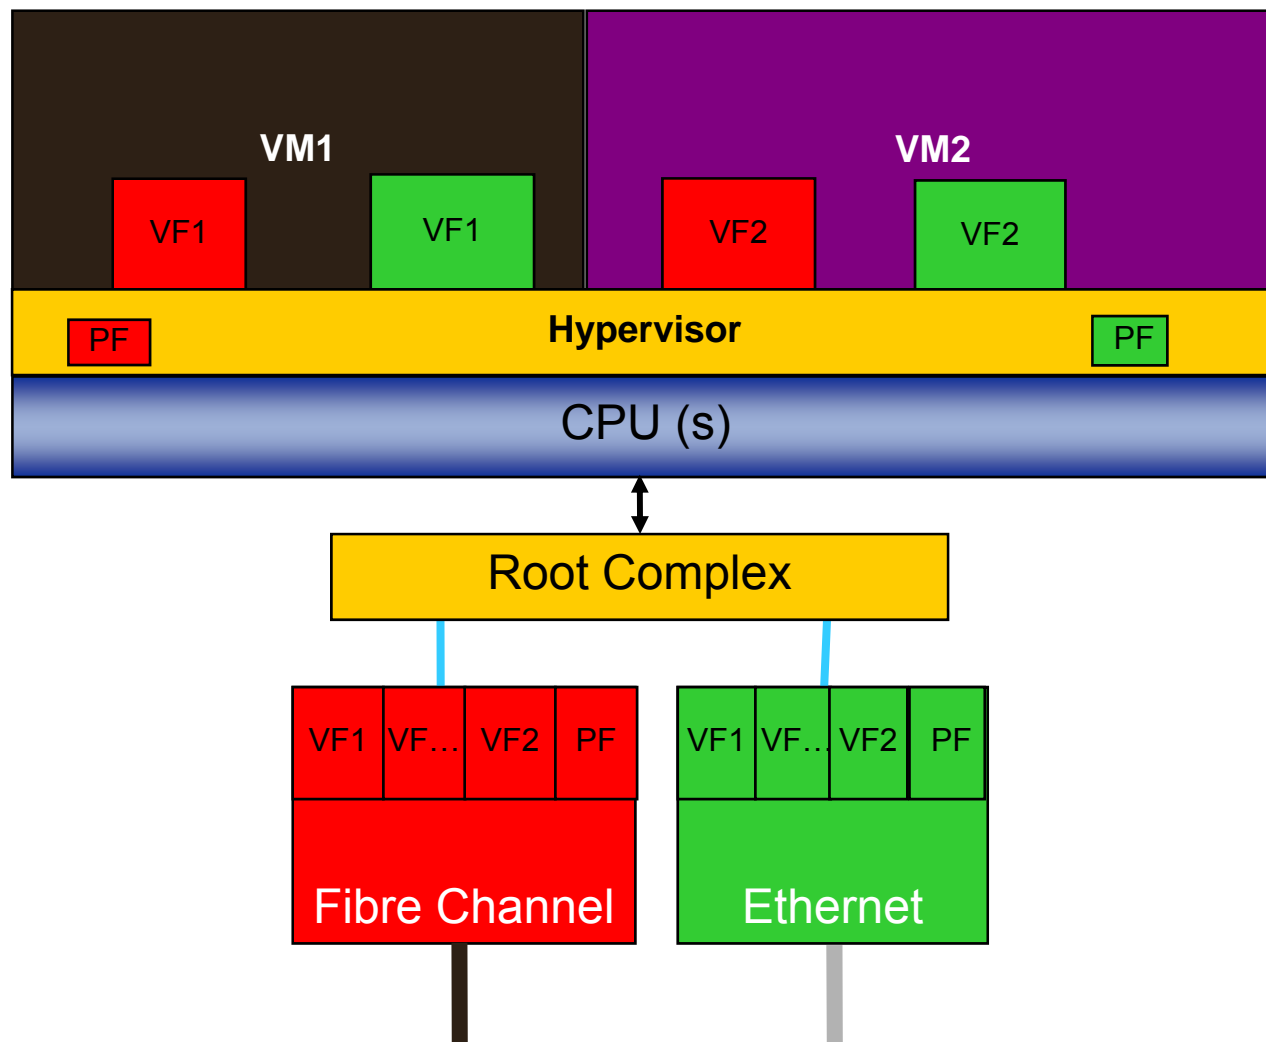 VM1
VM2
VF1
VF1
VF2
VF2
PF
Hypervisor
PF
CPU (s)
Root Complex
VF1
VF…
VF2
PF
VF1
VF…
VF2
PF
Fibre Channel
Ethernet